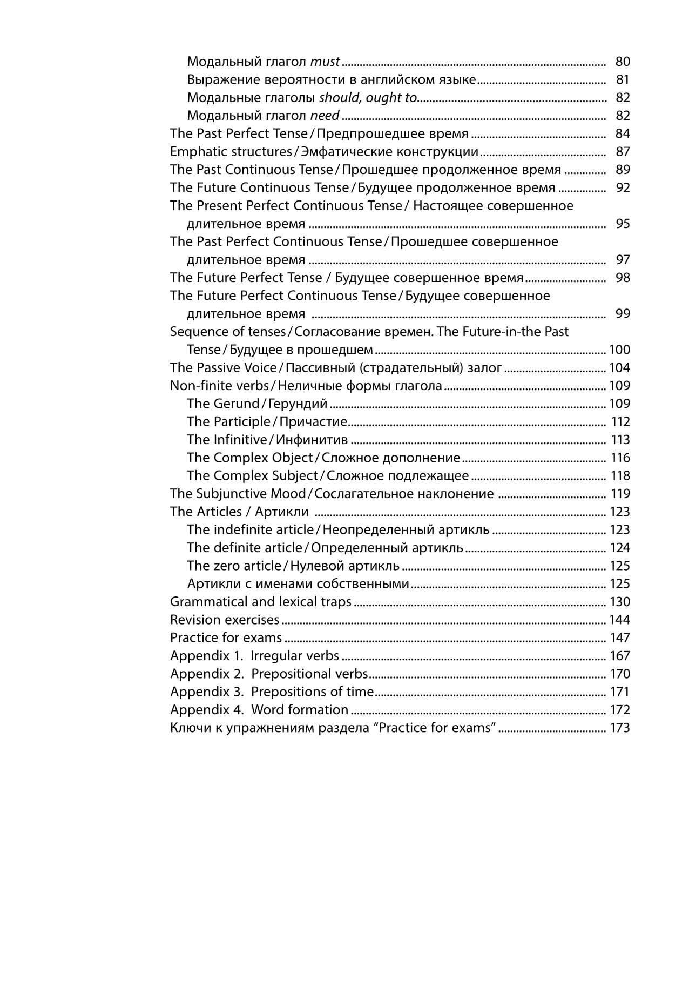 Модальный глагол must ........ 80
Выражение вероятности в английском языке ........ 81
Модальные глаголы should, ought to ........ 82
Модальный глагол need ........ 82
The Past Perfect Tense / Предпрошедшее время ........ 84
Emphatic structures / Эмфатические конструкции ........ 87
The Past Continuous Tense / Прошедшее продолженное время ........ 89
The Future Continuous Tense / Будущее продолженное время ........ 92
The Present Perfect Continuous Tense / Настоящее совершенное
длительное время ........ 95
The Past Perfect Continuous Tense / Прошедшее совершенное
длительное время ........ 97
The Future Perfect Tense / Будущее совершенное время ........ 98
The Future Perfect Continuous Tense / Будущее совершенное
длительное время ........ 99
Sequence of tenses / Согласование времен. The Future-in-the Past
Tense / Будущее в прошедшем ........ 100
The Passive Voice / Пассивный (страдательный) залог ........ 104
Non-finite verbs / Неличные формы глагола ........ 109
The Gerund / Герундий ........ 109
The Participle / Причастие ........ 112
The Infinitive / Инфинитив ........ 113
The Complex Object / Сложное дополнение ........ 116
The Complex Subject / Сложное подлежащее ........ 118
The Subjunctive Mood / Сослагательное наклонение ........ 119
The Articles / Артикли ........ 123
The indefinite article / Неопределенный артикль ........ 123
The definite article / Определенный артикль ........ 124
The zero article / Нулевой артикль ........ 125
Артикли с именами собственными ........ 125
Grammatical and lexical traps ........ 130
Revision exercises ........ 144
Practice for exams ........ 147
Appendix 1. Irregular verbs ........ 167
Appendix 2. Prepositional verbs ........ 170
Appendix 3. Prepositions of time ........ 171
Appendix 4. Word formation ........ 172
Ключи к упражнениям раздела “Practice for exams” ........ 173